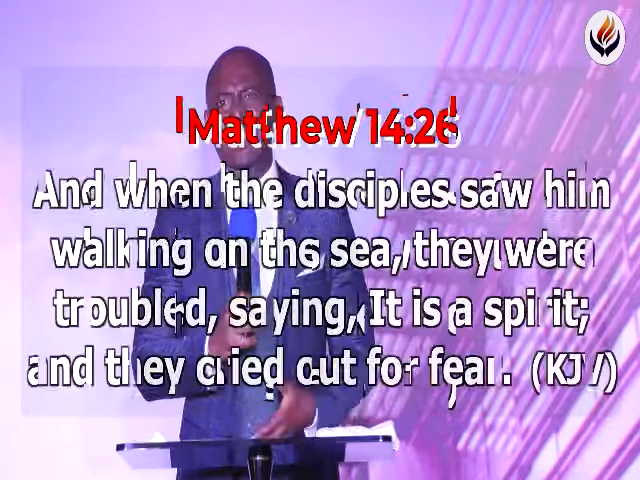 Matthew 14:26
And when the disciples saw him
walking on the sea, they were
troubled, saying, It is a spirit;
and they cried out for fear. (KJV)